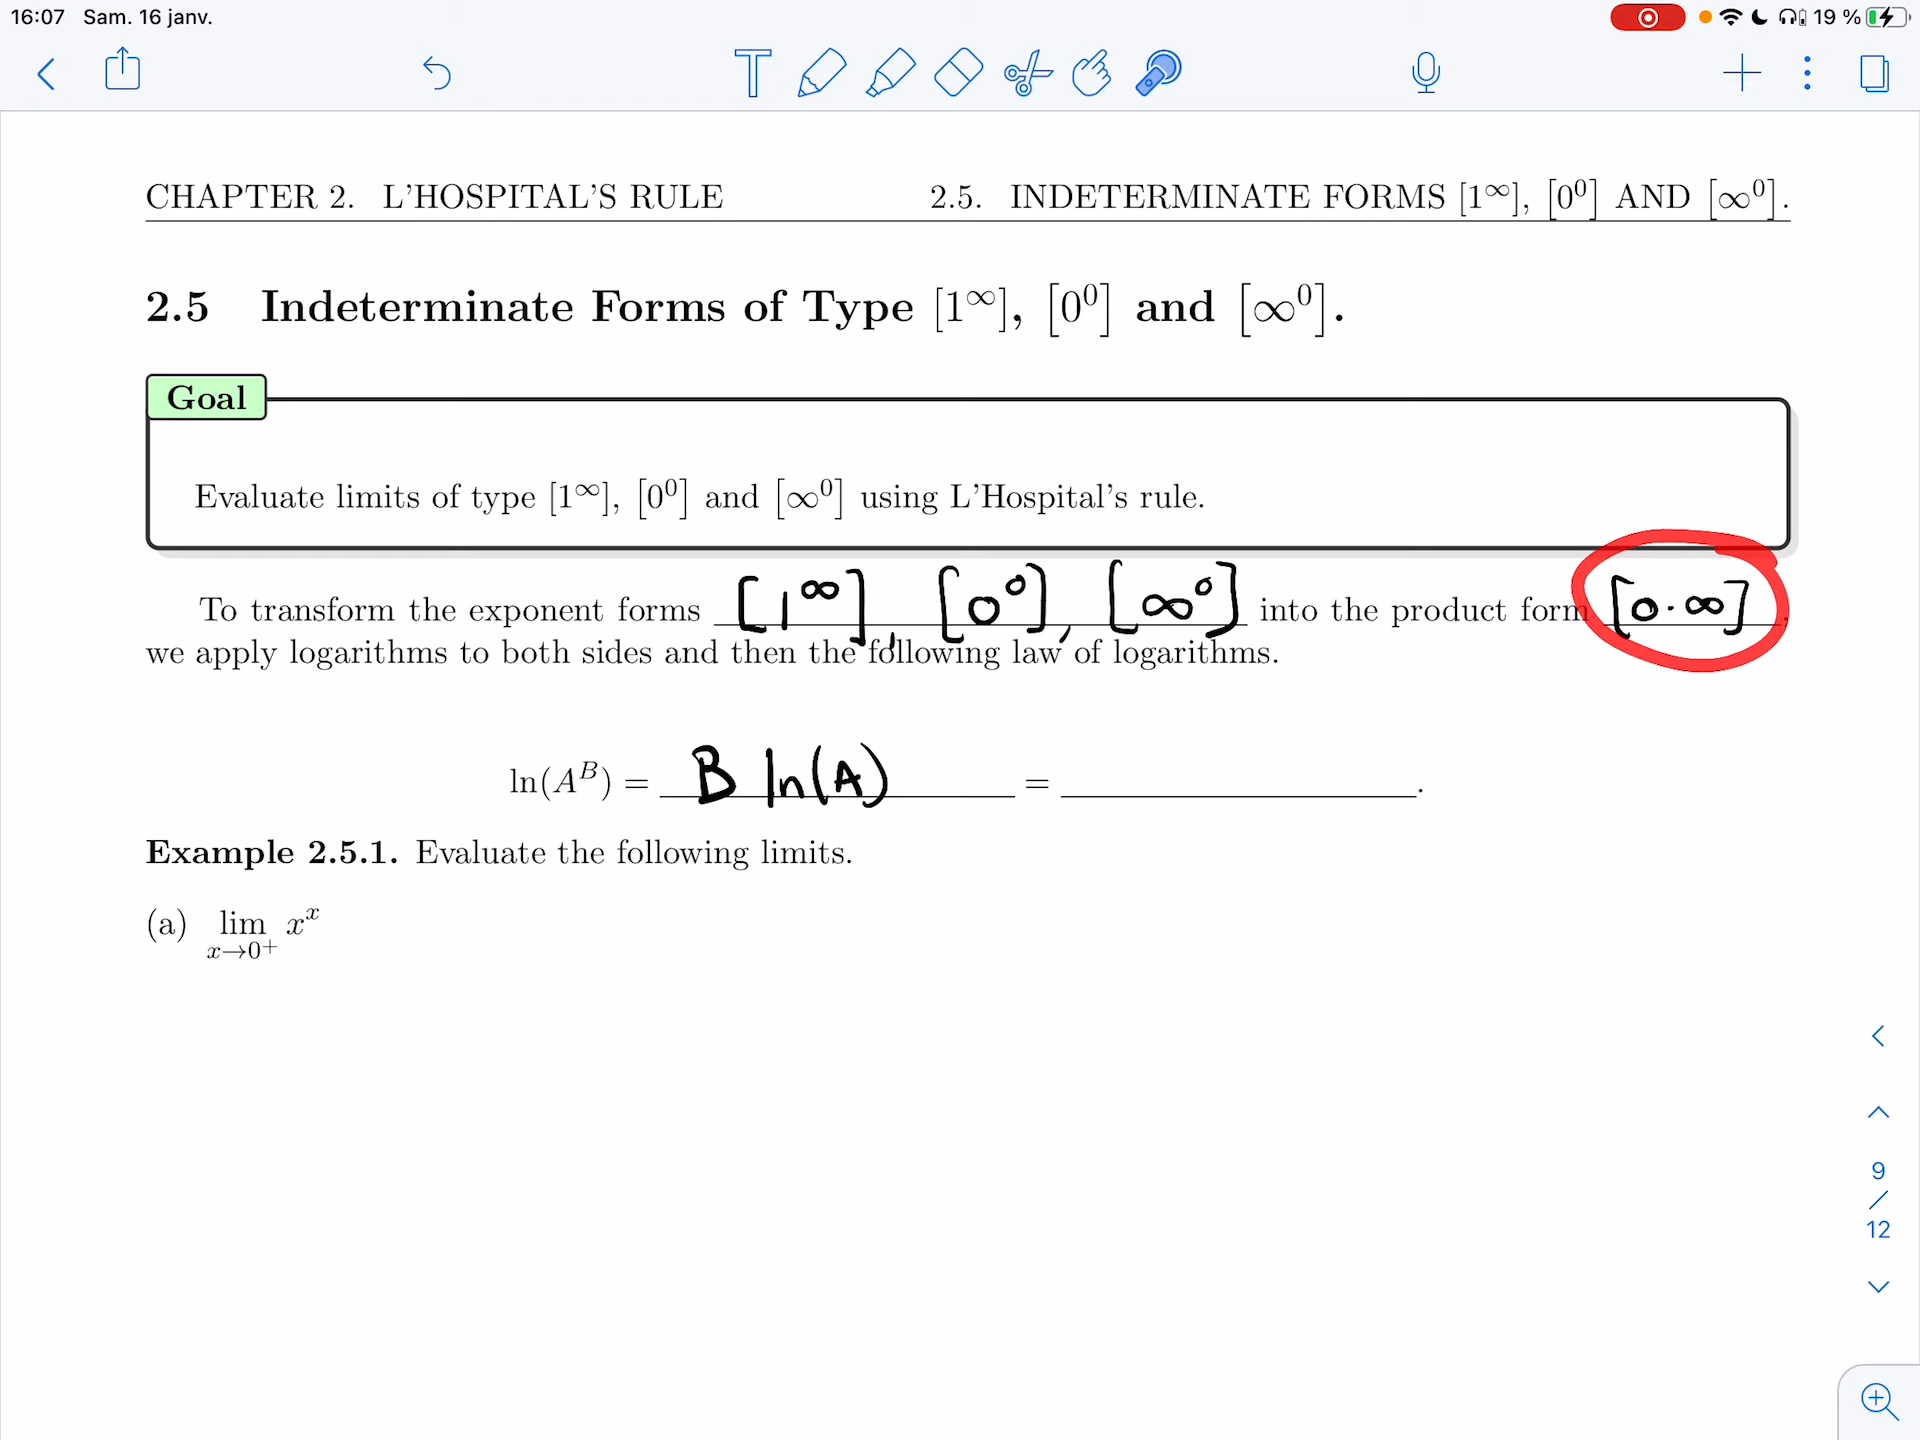 16:07 Sam. 16 janv. 19 %
CHAPTER 2. L'HOSPITAL'S RULE 2.5. INDETERMINATE FORMS [1^∞], [0^0] AND [∞^0].
2.5 Indeterminate Forms of Type [1^∞], [0^0] and [∞^0].
Goal
Evaluate limits of type [1^∞], [0^0] and [∞^0] using L'Hospital's rule.
To transform the exponent forms [1^∞], [0^0], [∞^0] into the product form [0·∞],
we apply logarithms to both sides and then the following law of logarithms.
ln(A^B) = B ln(A) = ____________.
Example 2.5.1. Evaluate the following limits.
(a) lim x^x
x→0+
9
/
12